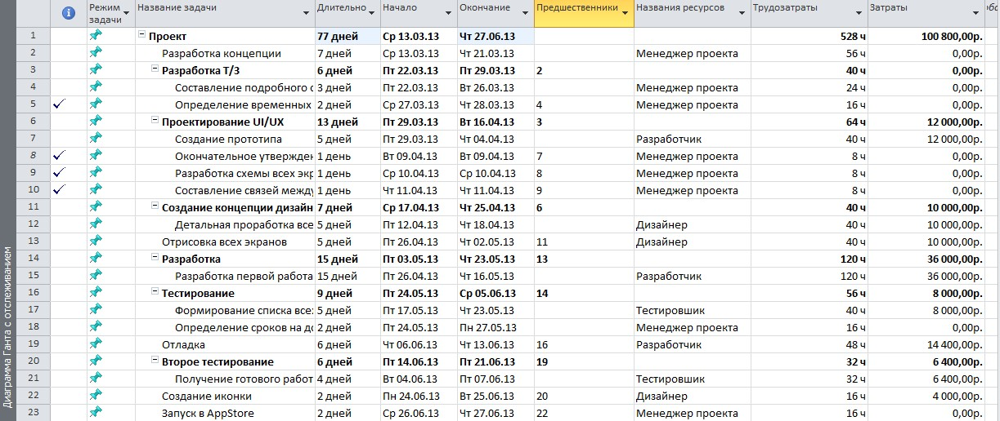 Режим задачи Название задачи Длительно Начало Окончание Предшественники Названия ресурсов Трудозатраты Затраты
1 Проект 77 дней Ср 13.03.13 Чт 27.06.13 528 ч 100 800,00р.
2 Разработка концепции 7 дней Ср 13.03.13 Чт 21.03.13 Менеджер проекта 56 ч 0,00р.
3 Разработка Т/З 6 дней Пт 22.03.13 Пт 29.03.13 2 40 ч 0,00р.
4 Составление подробного с 3 дней Пт 22.03.13 Вт 26.03.13 Менеджер проекта 24 ч 0,00р.
5 Определение временных 2 дней Ср 27.03.13 Чт 28.03.13 4 Менеджер проекта 16 ч 0,00р.
6 Проектирование UI/UX 13 дней Пт 29.03.13 Вт 16.04.13 3 64 ч 12 000,00р.
7 Создание прототипа 5 дней Пт 29.03.13 Чт 04.04.13 Разработчик 40 ч 12 000,00р.
8 Окончательное утвержден 1 день Вт 09.04.13 Вт 09.04.13 7 Менеджер проекта 8 ч 0,00р.
9 Разработка схемы всех экр 1 день Ср 10.04.13 Ср 10.04.13 8 Менеджер проекта 8 ч 0,00р.
10 Составление связей между 1 день Чт 11.04.13 Чт 11.04.13 9 Менеджер проекта 8 ч 0,00р.
11 Создание концепции дизайн 7 дней Ср 17.04.13 Чт 25.04.13 6 40 ч 10 000,00р.
12 Детальная проработка все 5 дней Пт 12.04.13 Чт 18.04.13 Дизайнер 40 ч 10 000,00р.
13 Отрисовка всех экранов 5 дней Пт 26.04.13 Чт 02.05.13 11 Дизайнер 40 ч 10 000,00р.
14 Разработка 15 дней Пт 03.05.13 Чт 23.05.13 13 120 ч 36 000,00р.
15 Разработка первой работа 15 дней Пт 26.04.13 Чт 16.05.13 Разработчик 120 ч 36 000,00р.
16 Тестирование 9 дней Пт 24.05.13 Ср 05.06.13 14 56 ч 8 000,00р.
17 Формирование списка все 5 дней Пт 17.05.13 Чт 23.05.13 Тестировшик 40 ч 8 000,00р.
18 Определение сроков на до 2 дней Пт 24.05.13 Пн 27.05.13 Менеджер проекта 16 ч 0,00р.
19 Отладка 6 дней Чт 06.06.13 Чт 13.06.13 16 Разработчик 48 ч 14 400,00р.
20 Второе тестирование 6 дней Пт 14.06.13 Пт 21.06.13 19 32 ч 6 400,00р.
21 Получение готового работ 4 дней Вт 04.06.13 Пт 07.06.13 Тестировшик 32 ч 6 400,00р.
22 Создание иконки 2 дней Пн 24.06.13 Вт 25.06.13 20 Дизайнер 16 ч 4 000,00р.
23 Запуск в AppStore 2 дней Ср 26.06.13 Чт 27.06.13 22 Менеджер проекта 16 ч 0,00р.
Диаграмма Ганта с отслеживанием